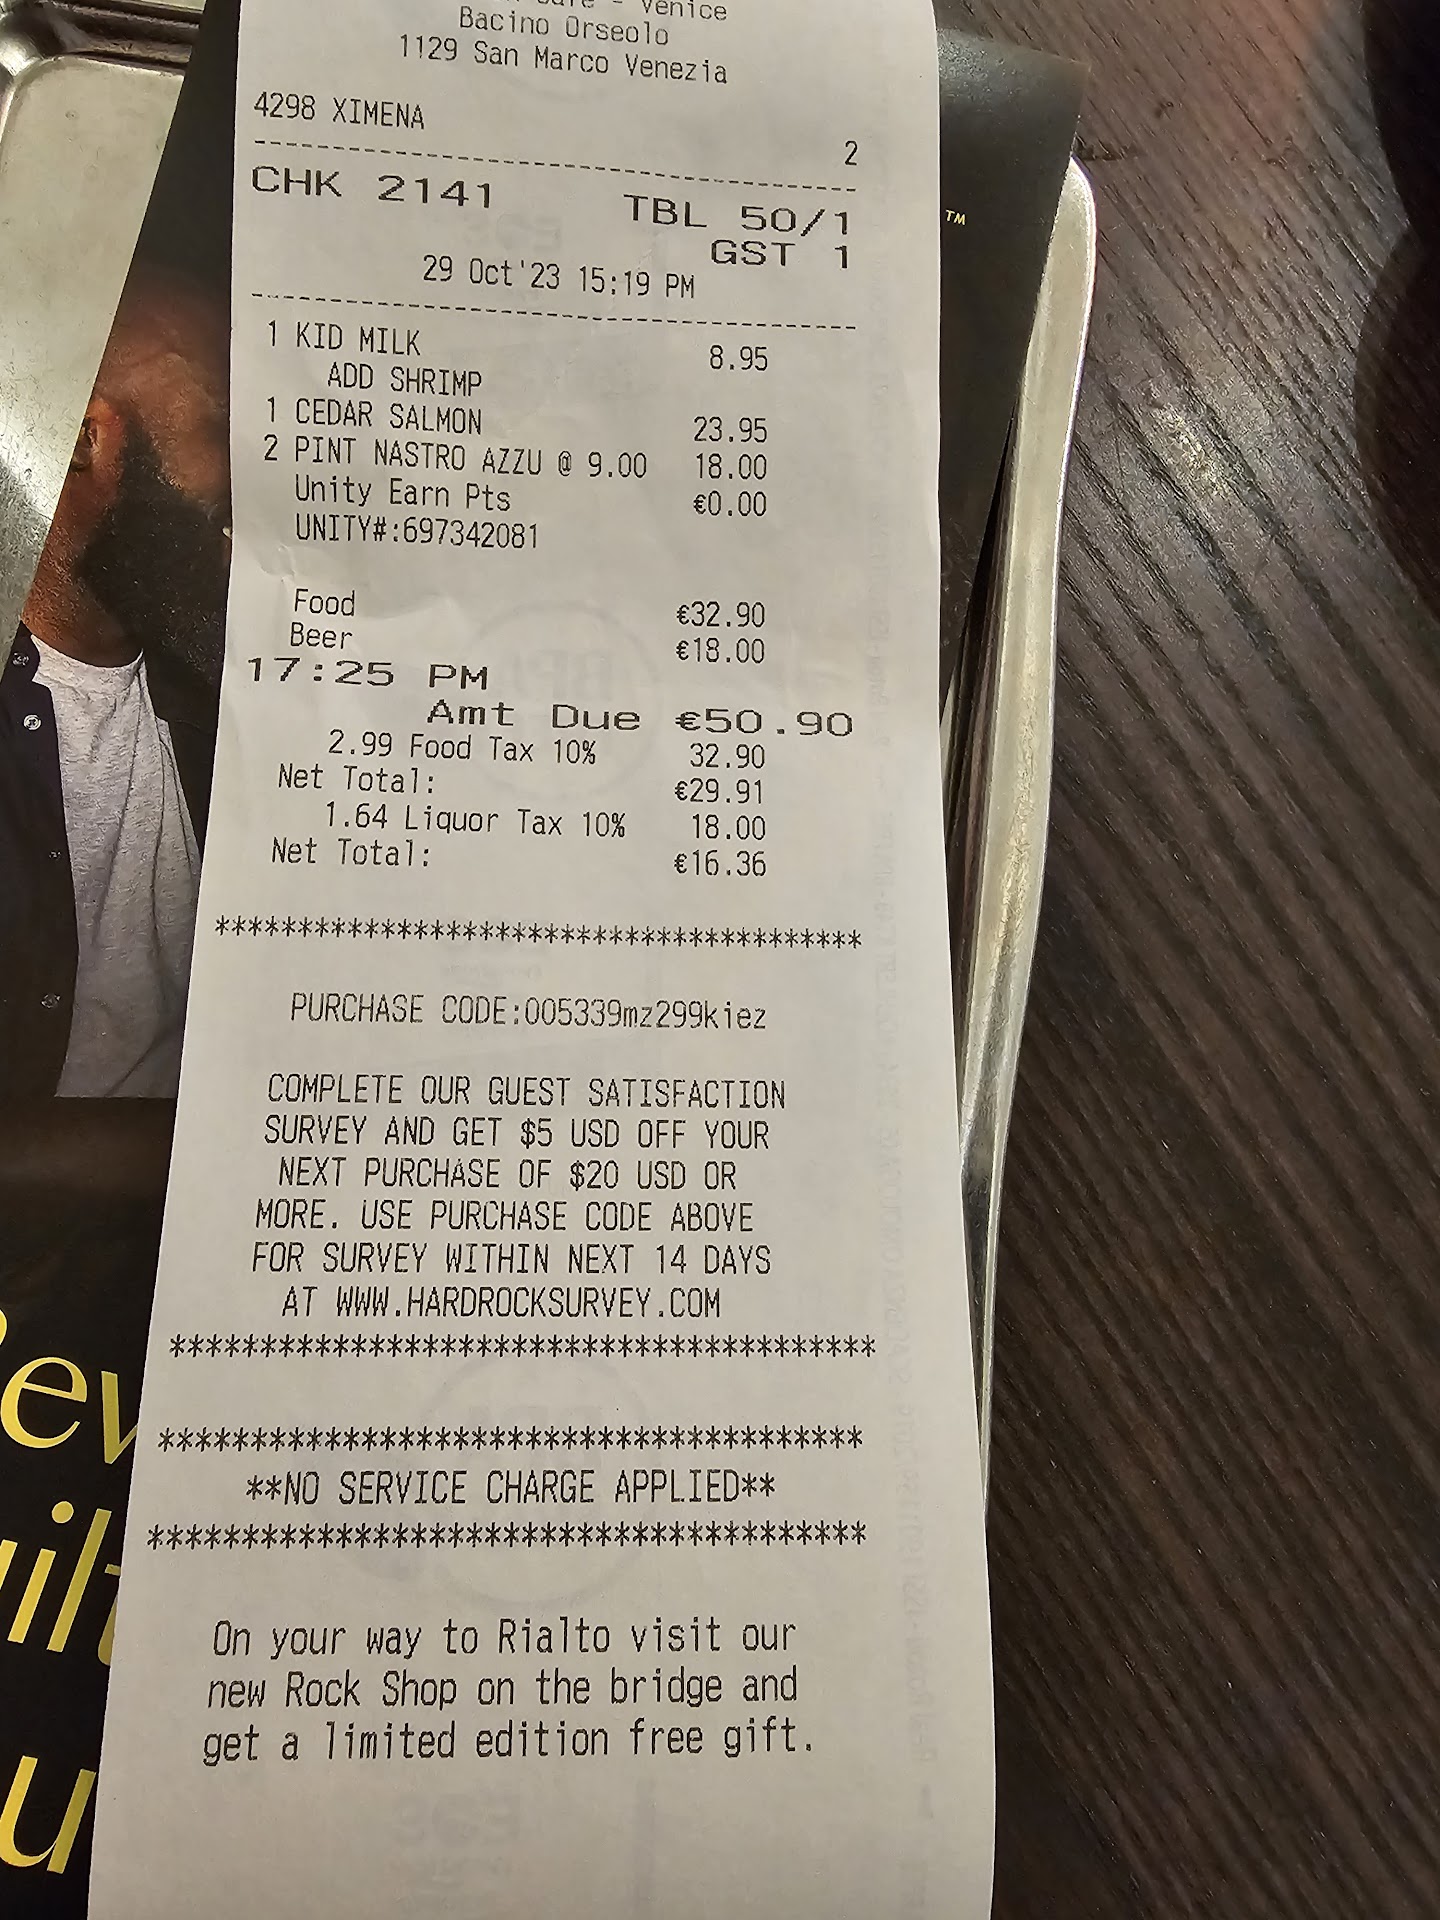 Venice
Bacino Orseolo
1129 San Marco Venezia
4298 XIMENA
2
CHK 2141 TBL 50/1
GST 1
29 Oct'23 15:19 PM
1 KID MILK 8.95
ADD SHRIMP
1 CEDAR SALMON 23.95
2 PINT NASTRO AZZU @ 9.00 18.00
Unity Earn Pts €0.00
UNITY#:697342081
Food €32.90
Beer €18.00
17:25 PM
Amt Due €50.90
2.99 Food Tax 10% 32.90
Net Total: €29.91
1.64 Liquor Tax 10% 18.00
Net Total: €16.36
***************************************
PURCHASE CODE:005339mz299kiez
COMPLETE OUR GUEST SATISFACTION
SURVEY AND GET $5 USD OFF YOUR
NEXT PURCHASE OF $20 USD OR
MORE. USE PURCHASE CODE ABOVE
FOR SURVEY WITHIN NEXT 14 DAYS
AT WWW.HARDROCKSURVEY.COM
***************************************
***************************************
**NO SERVICE CHARGE APPLIED**
***************************************
On your way to Rialto visit our
new Rock Shop on the bridge and
get a limited edition free gift.
TM